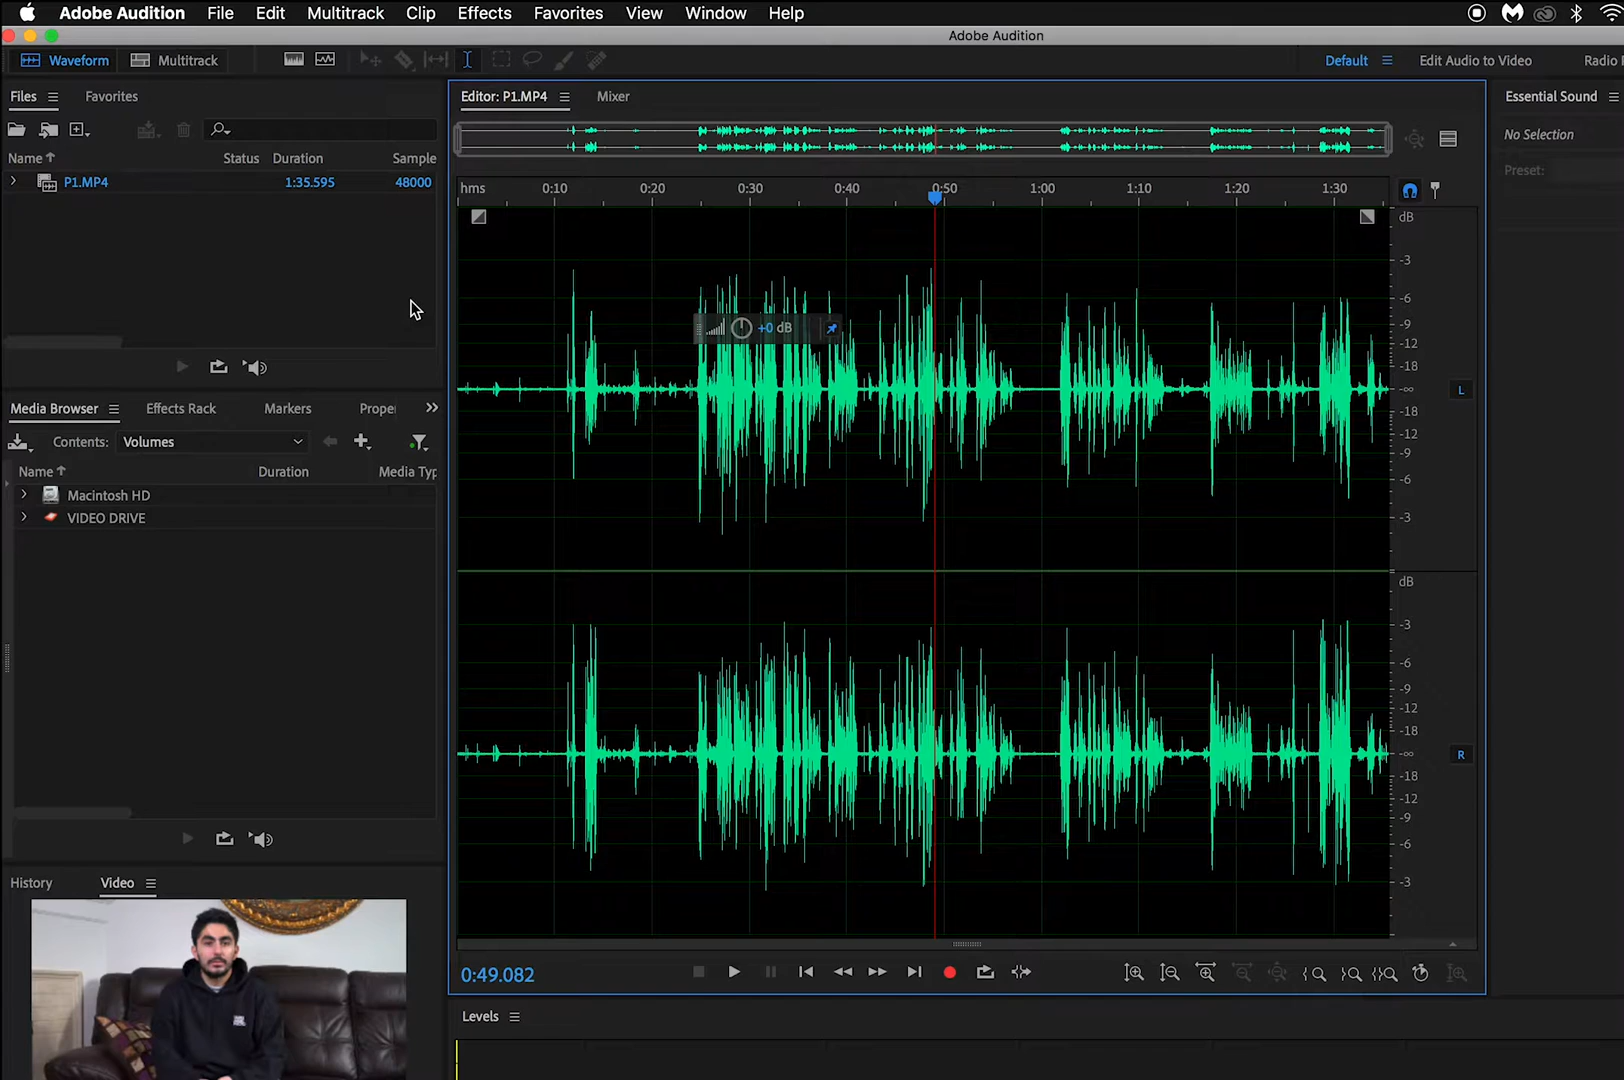 Adobe Audition File Edit Multitrack Clip Effects Favorites View Window Help
Adobe Audition
Waveform Multitrack Default Edit Audio to Video Radio
Files Favorites Editor: P1.MP4 Mixer Essential Sound
No Selection
Name Status Duration Sample
Preset:
P1.MP4 1:35.595 48000
hms 0:10 0:20 0:30 0:40 0:50 1:00 1:10 1:20 1:30
dB
-3
-6
-9
-12
-18
-∞
L
-18
-12
-9
-6
-3
+0 dB
Media Browser Effects Rack Markers Proper
Contents: Volumes
Name Duration Media Typ
Macintosh HD
VIDEO DRIVE
dB
-3
-6
-9
-12
-18
-∞
R
-18
-12
-9
-6
-3
History Video
0:49.082
Levels